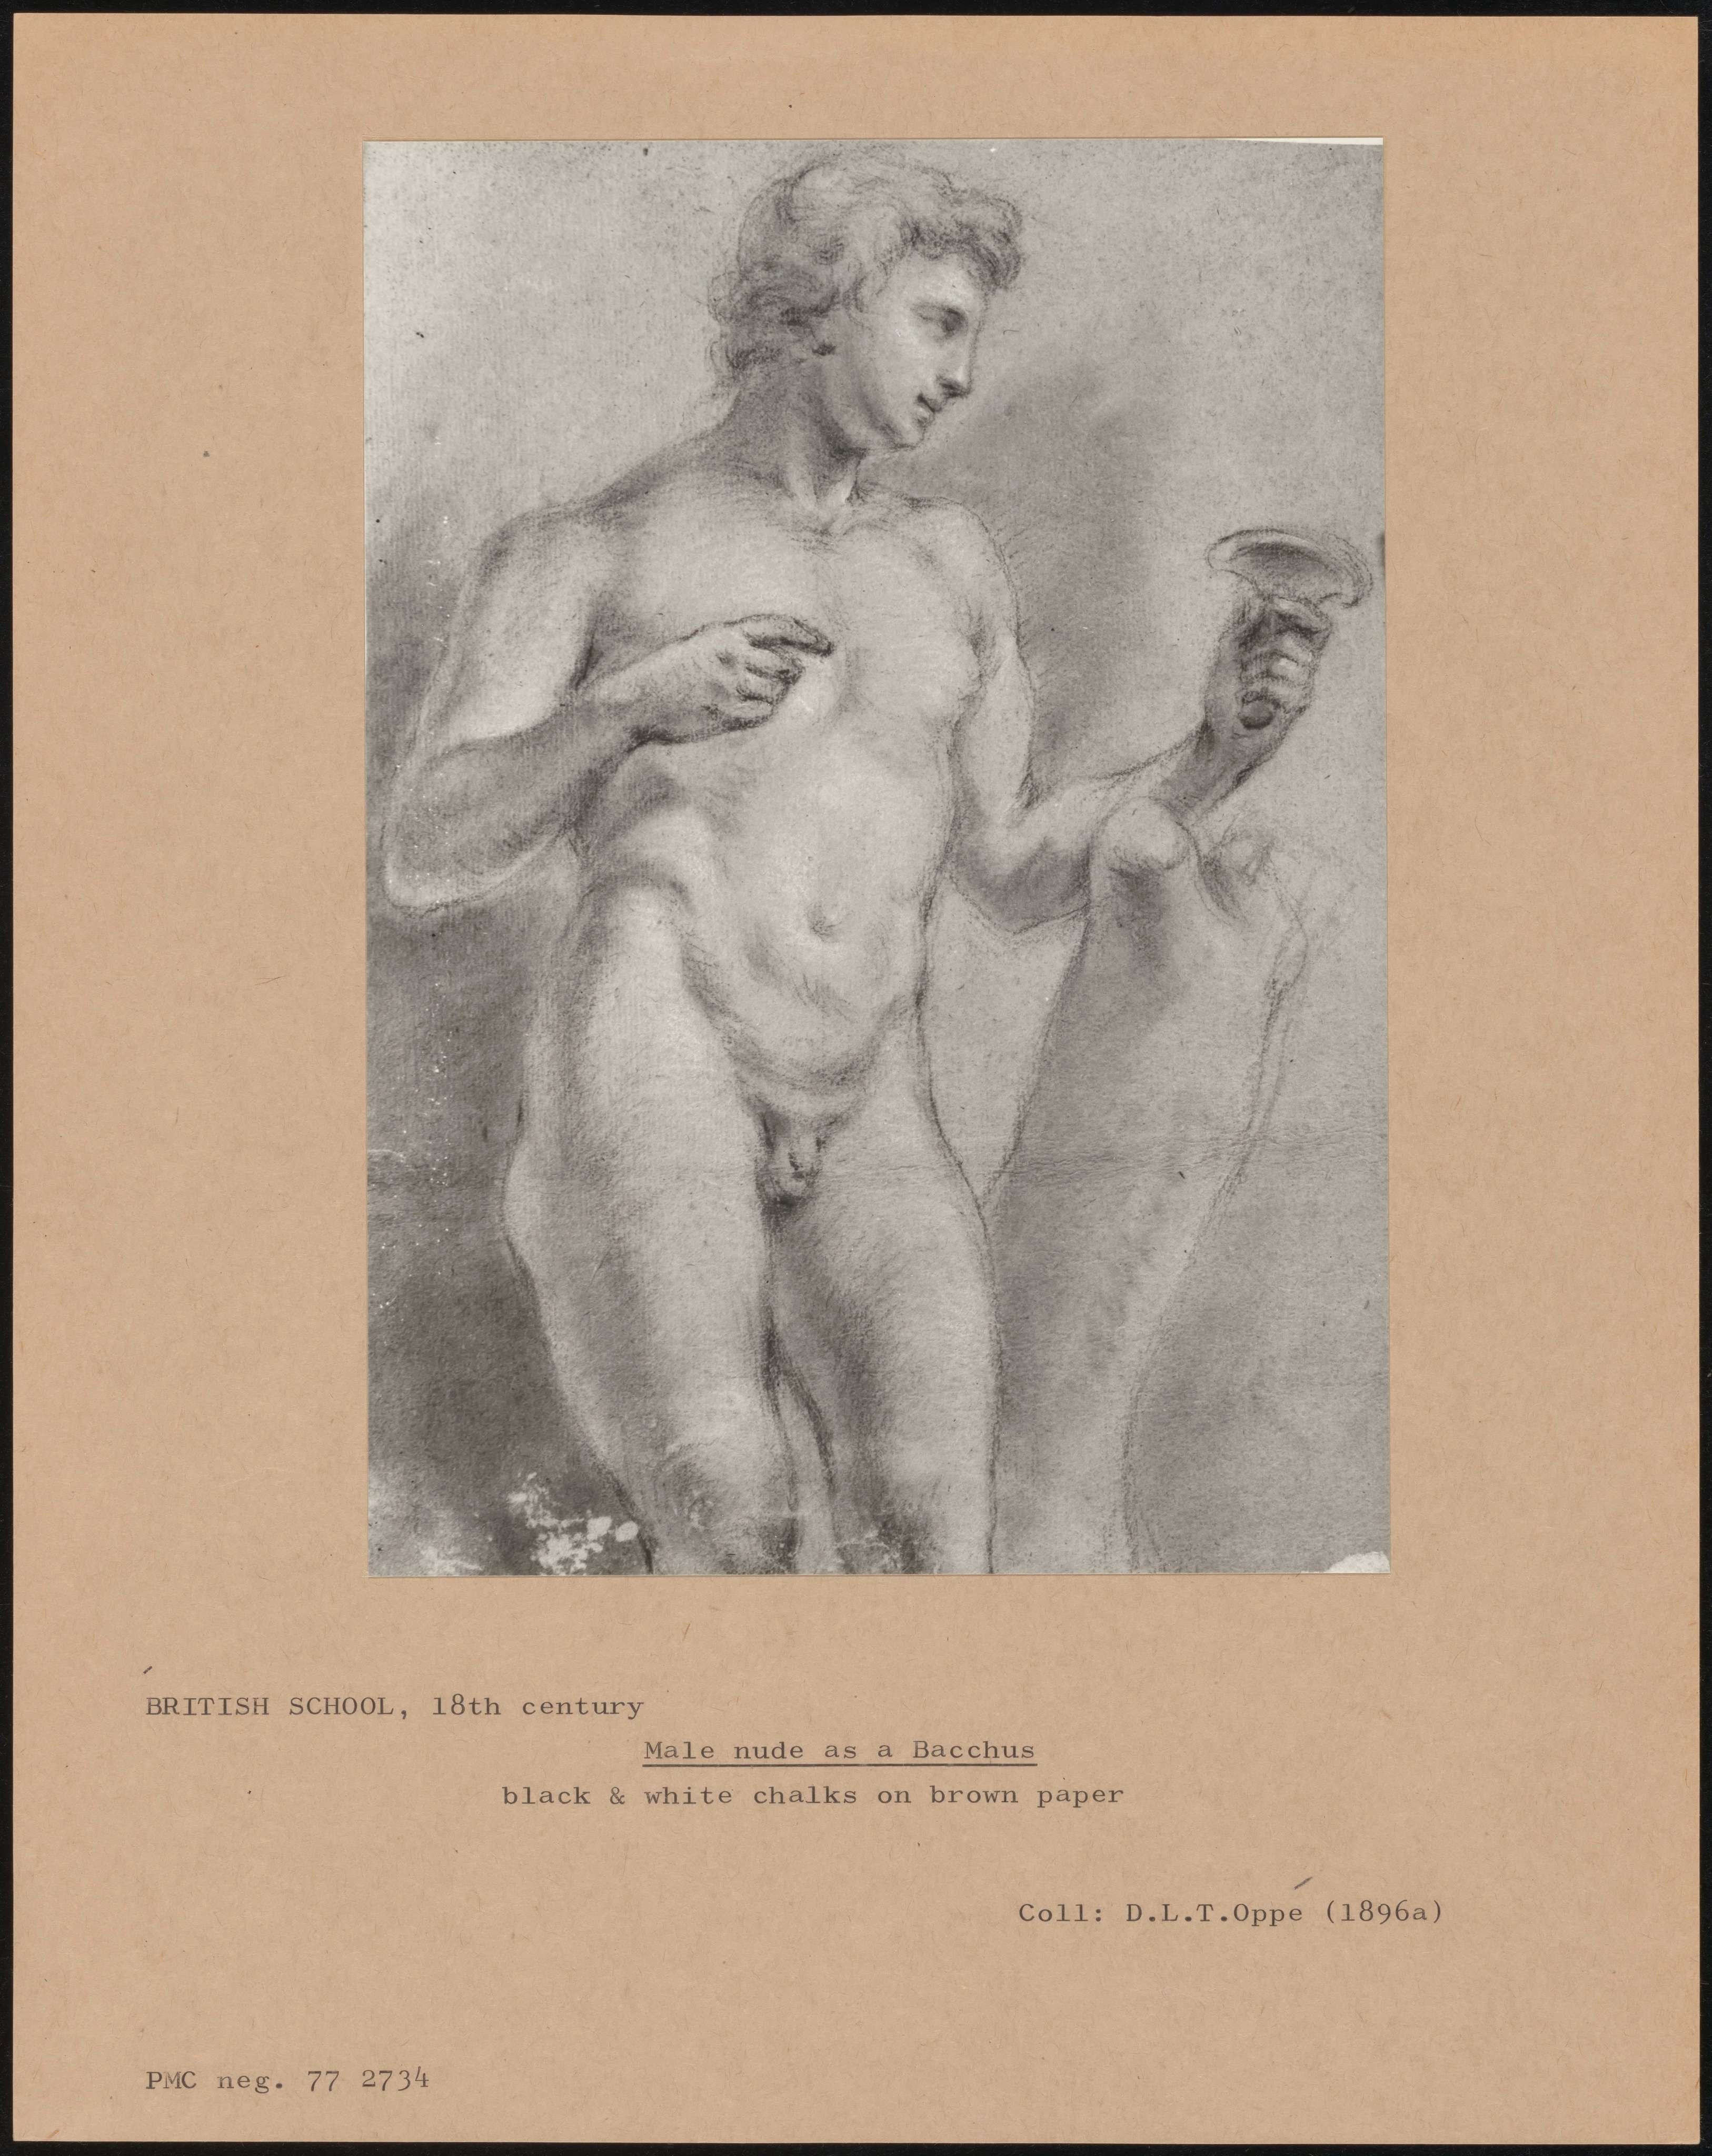 BRITISH SCHOOL, 18th century
Male nude as a Bacchus
black & white chalks on brown paper
Coll: D.L.T.Oppé (1896a)
PMC neg. 77 2734